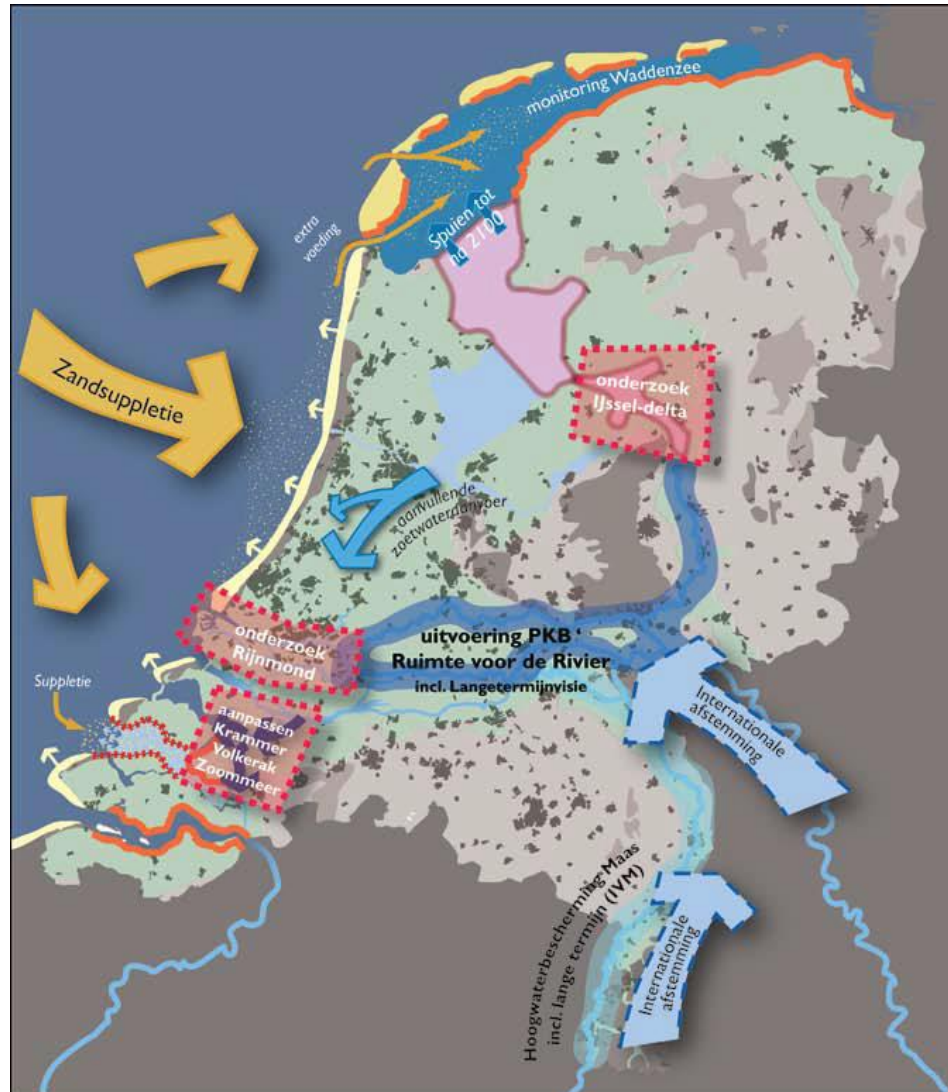 monitoring Waddenzee
Spuien tot
na 2100
extra
voeding
Zandsuppletie
onderzoek
IJssel-delta
aanvullende
zoetwateraanvoer
onderzoek
Rijnmond
uitvoering PKB ‘
Ruimte voor de Rivier
incl. Langetermijnvisie
Suppletie
aanpassen
Krammer
Volkerak
Zoommeer
Internationale
afstemming
Hoogwaterbescherming Maas
incl. lange termijn (IVM)
Internationale
afstemming